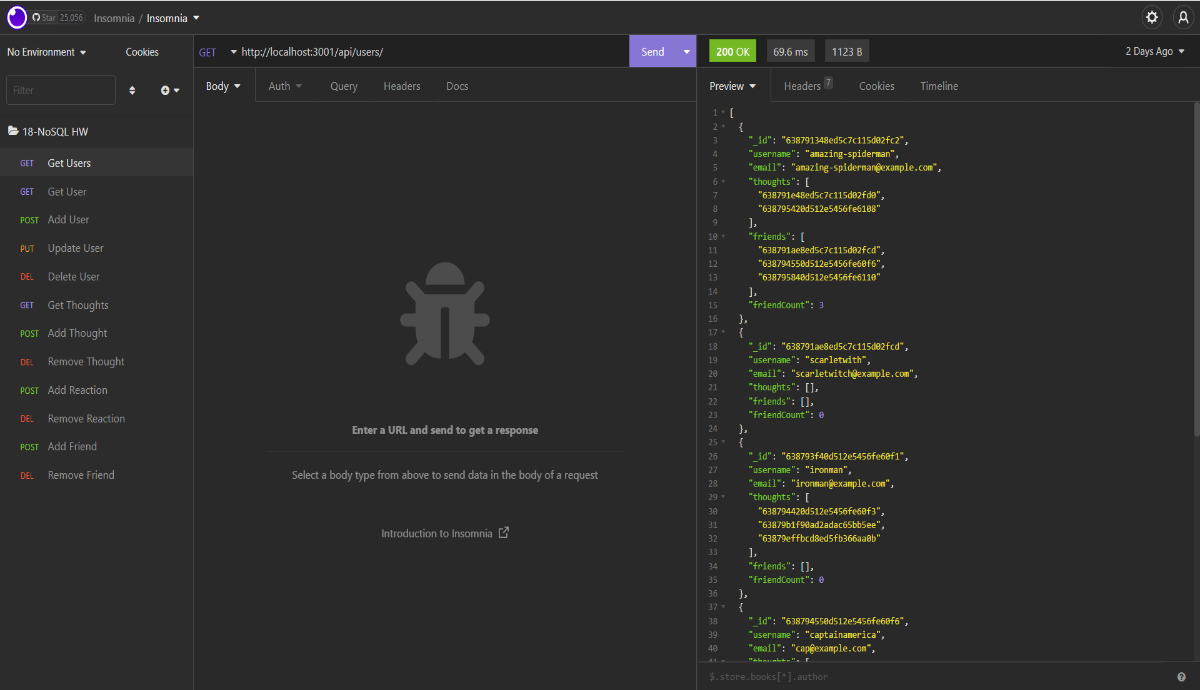 Star 25,056 Insomnia / Insomnia
No Environment Cookies
Filter
18-NoSQL HW
GET Get Users
GET Get User
POST Add User
PUT Update User
DEL Delete User
GET Get Thoughts
POST Add Thought
DEL Remove Thought
POST Add Reaction
DEL Remove Reaction
POST Add Friend
DEL Remove Friend
GET http://localhost:3001/api/users/ Send
Body Auth Query Headers Docs
Enter a URL and send to get a response
Select a body type from above to send data in the body of a request
Introduction to Insomnia
200 OK 69.6 ms 1123 B 2 Days Ago
Preview Headers 7 Cookies Timeline
1 [
2 {
3 "_id": "638791348ed5c7c115d02fc2",
4 "username": "amazing-spiderman",
5 "email": "amazing-spiderman@example.com",
6 "thoughts": [
7 "638791e48ed5c7c115d02fd0",
8 "638795420d512e5456fe6108"
9 ],
10 "friends": [
11 "638791ae8ed5c7c115d02fcd",
12 "638794550d512e5456fe60f6",
13 "638795840d512e5456fe6110"
14 ],
15 "friendCount": 3
16 },
17 {
18 "_id": "638791ae8ed5c7c115d02fcd",
19 "username": "scarletwith",
20 "email": "scarletwitch@example.com",
21 "thoughts": [],
22 "friends": [],
23 "friendCount": 0
24 },
25 {
26 "_id": "638793f40d512e5456fe60f1",
27 "username": "ironman",
28 "email": "ironman@example.com",
29 "thoughts": [
30 "638794420d512e5456fe60f3",
31 "63879b1f90ad2adac65bb5ee",
32 "63879effbcd8ed5fb366aa0b"
33 ],
34 "friends": [],
35 "friendCount": 0
36 },
37 {
38 "_id": "638794550d512e5456fe60f6",
39 "username": "captainamerica",
40 "email": "cap@example.com",
41 "thoughts": [
$.store.books[*].author